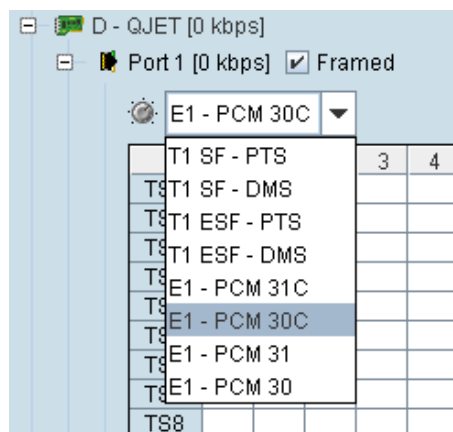 D - QJET [0 kbps]
Port 1 [0 kbps] Framed
E1 - PCM 30C
3 4
T1 SF - PTS
T1 SF - DMS
T1 ESF - PTS
T1 ESF - DMS
E1 - PCM 31C
E1 - PCM 30C
E1 - PCM 31
E1 - PCM 30
TS8